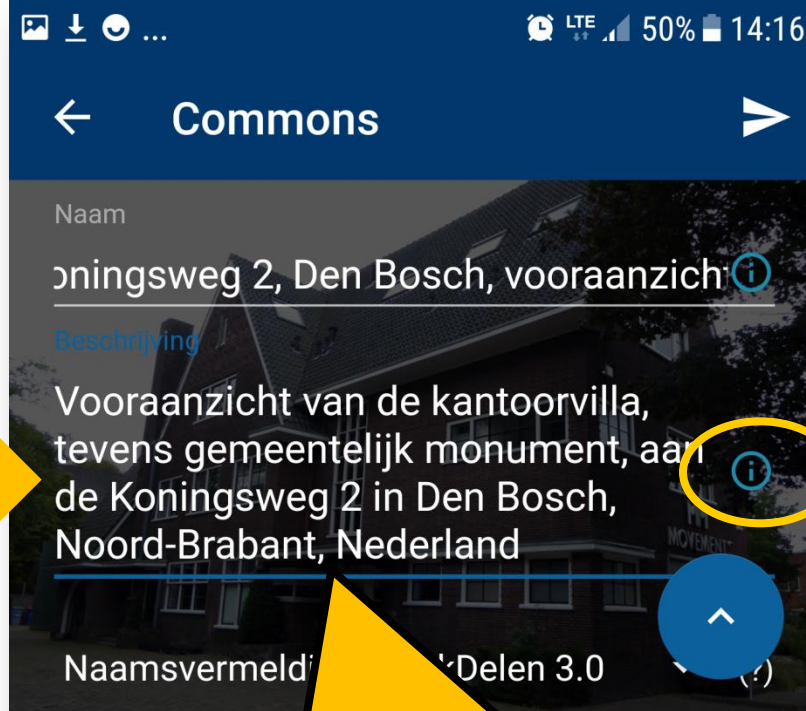 ... LTE 50% 14:16
Commons
Naam
oningsweg 2, Den Bosch, vooraanzicht
Beschrijving
Vooraanzicht van de kantoorvilla,
tevens gemeentelijk monument, aan
de Koningsweg 2 in Den Bosch,
Noord-Brabant, Nederland
MOVEMENT
Naamsvermeldi kDelen 3.0 (?)